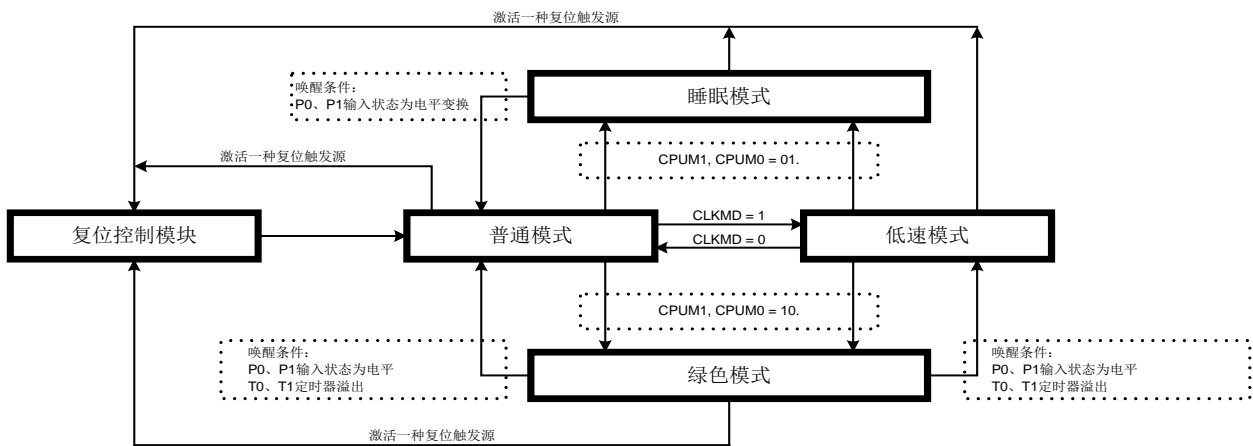 激活一种复位触发源
唤醒条件：
P0、P1输入状态为电平变换
睡眠模式
激活一种复位触发源
CPUM1, CPUM0 = 01.
复位控制模块
普通模式
CLKMD = 1
CLKMD = 0
低速模式
CPUM1, CPUM0 = 10.
唤醒条件：
P0、P1输入状态为电平
T0、T1定时器溢出
绿色模式
唤醒条件：
P0、P1输入状态为电平
T0、T1定时器溢出
激活一种复位触发源